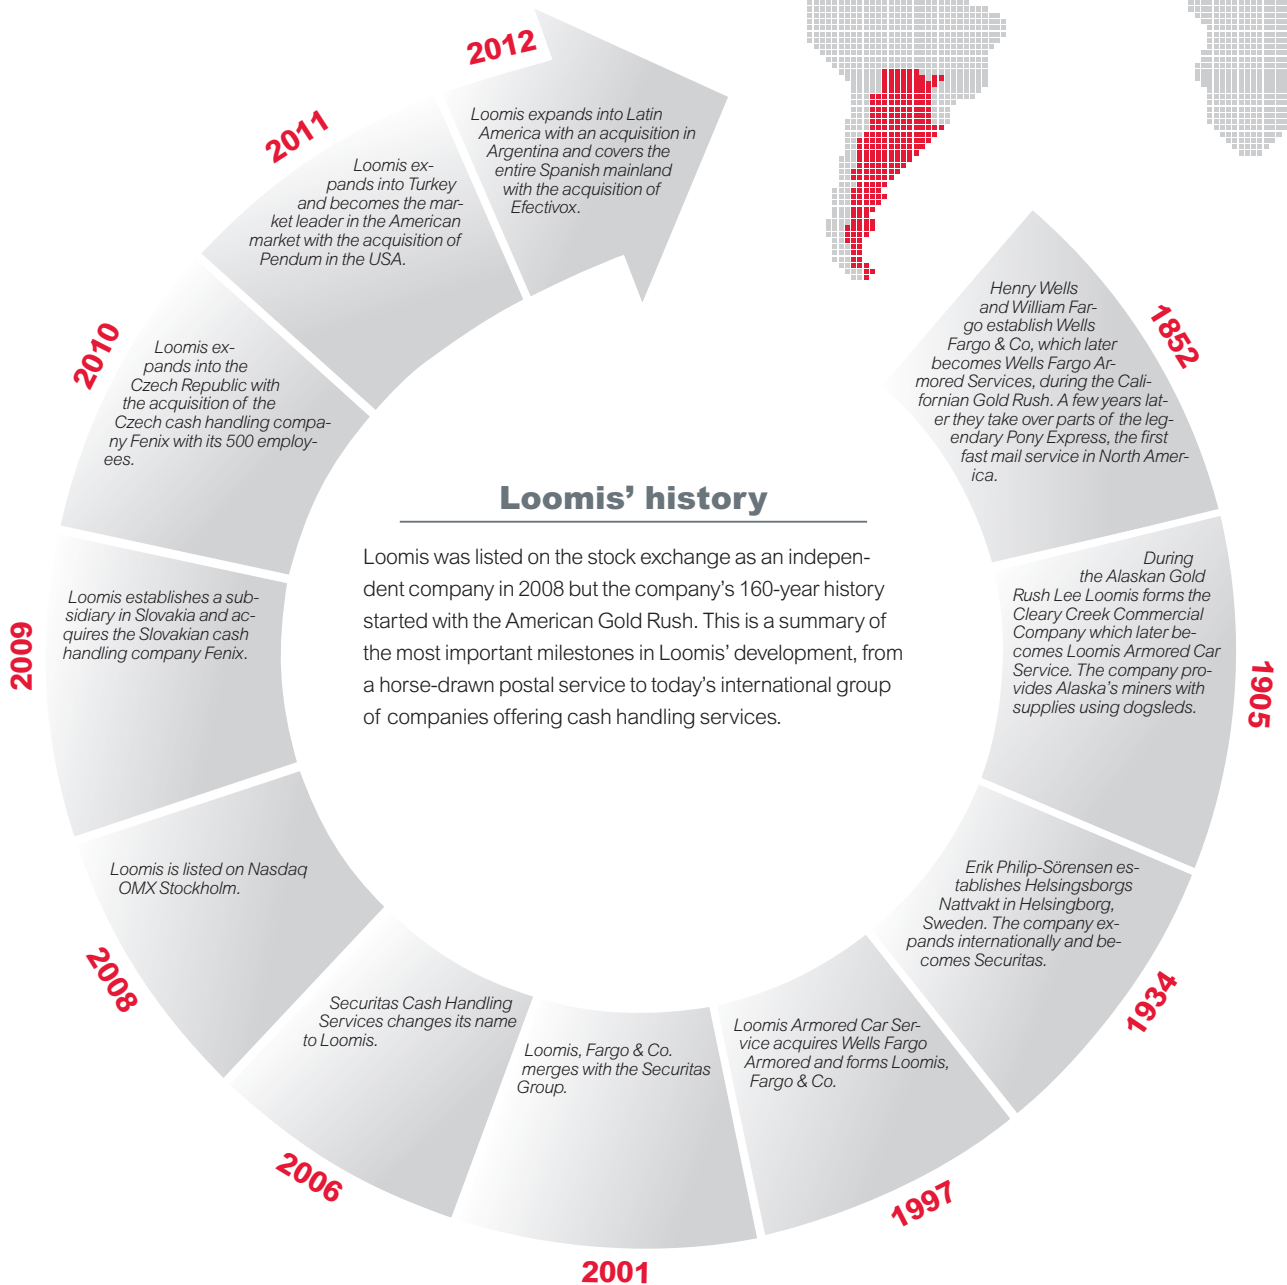 Loomis’ history
Loomis was listed on the stock exchange as an indepen-
dent company in 2008 but the company’s 160-year history
started with the American Gold Rush. This is a summary of
the most important milestones in Loomis’ development, from
a horse-drawn postal service to today’s international group
of companies offering cash handling services.
1852
Henry Wells
and William Far-
go establish Wells
Fargo & Co, which later
becomes Wells Fargo Ar-
mored Services, during the Cali-
fornian Gold Rush. A few years lat-
er they take over parts of the leg-
endary Pony Express, the first
fast mail service in North Amer-
ica.
1905
During
the Alaskan Gold
Rush Lee Loomis forms the
Cleary Creek Commercial
Company which later be-
comes Loomis Armored Car
Service. The company pro-
vides Alaska’s miners with
supplies using dogsleds.
1934
Erik Philip-Sörensen es-
tablishes Helsingsborgs
Nattvakt in Helsingborg,
Sweden. The company ex-
pands internationally and be-
comes Securitas.
1997
Loomis Armored Car Ser-
vice acquires Wells Fargo
Armored and forms Loomis,
Fargo & Co.
2001
Loomis, Fargo & Co.
merges with the Securitas
Group.
2006
Securitas Cash Handling
Services changes its name
to Loomis.
2008
Loomis is listed on Nasdaq
OMX Stockholm.
2009
Loomis establishes a sub-
sidiary in Slovakia and ac-
quires the Slovakian cash
handling company Fenix.
2010
Loomis ex-
pands into the
Czech Republic with
the acquisition of the
Czech cash handling compa-
ny Fenix with its 500 employ-
ees.
2011
Loomis ex-
pands into Turkey
and becomes the mar-
ket leader in the American
market with the acquisition of
Pendum in the USA.
2012
Loomis expands into Latin
America with an acquisition in
Argentina and covers the
entire Spanish mainland
with the acquisition of
Efectivox.